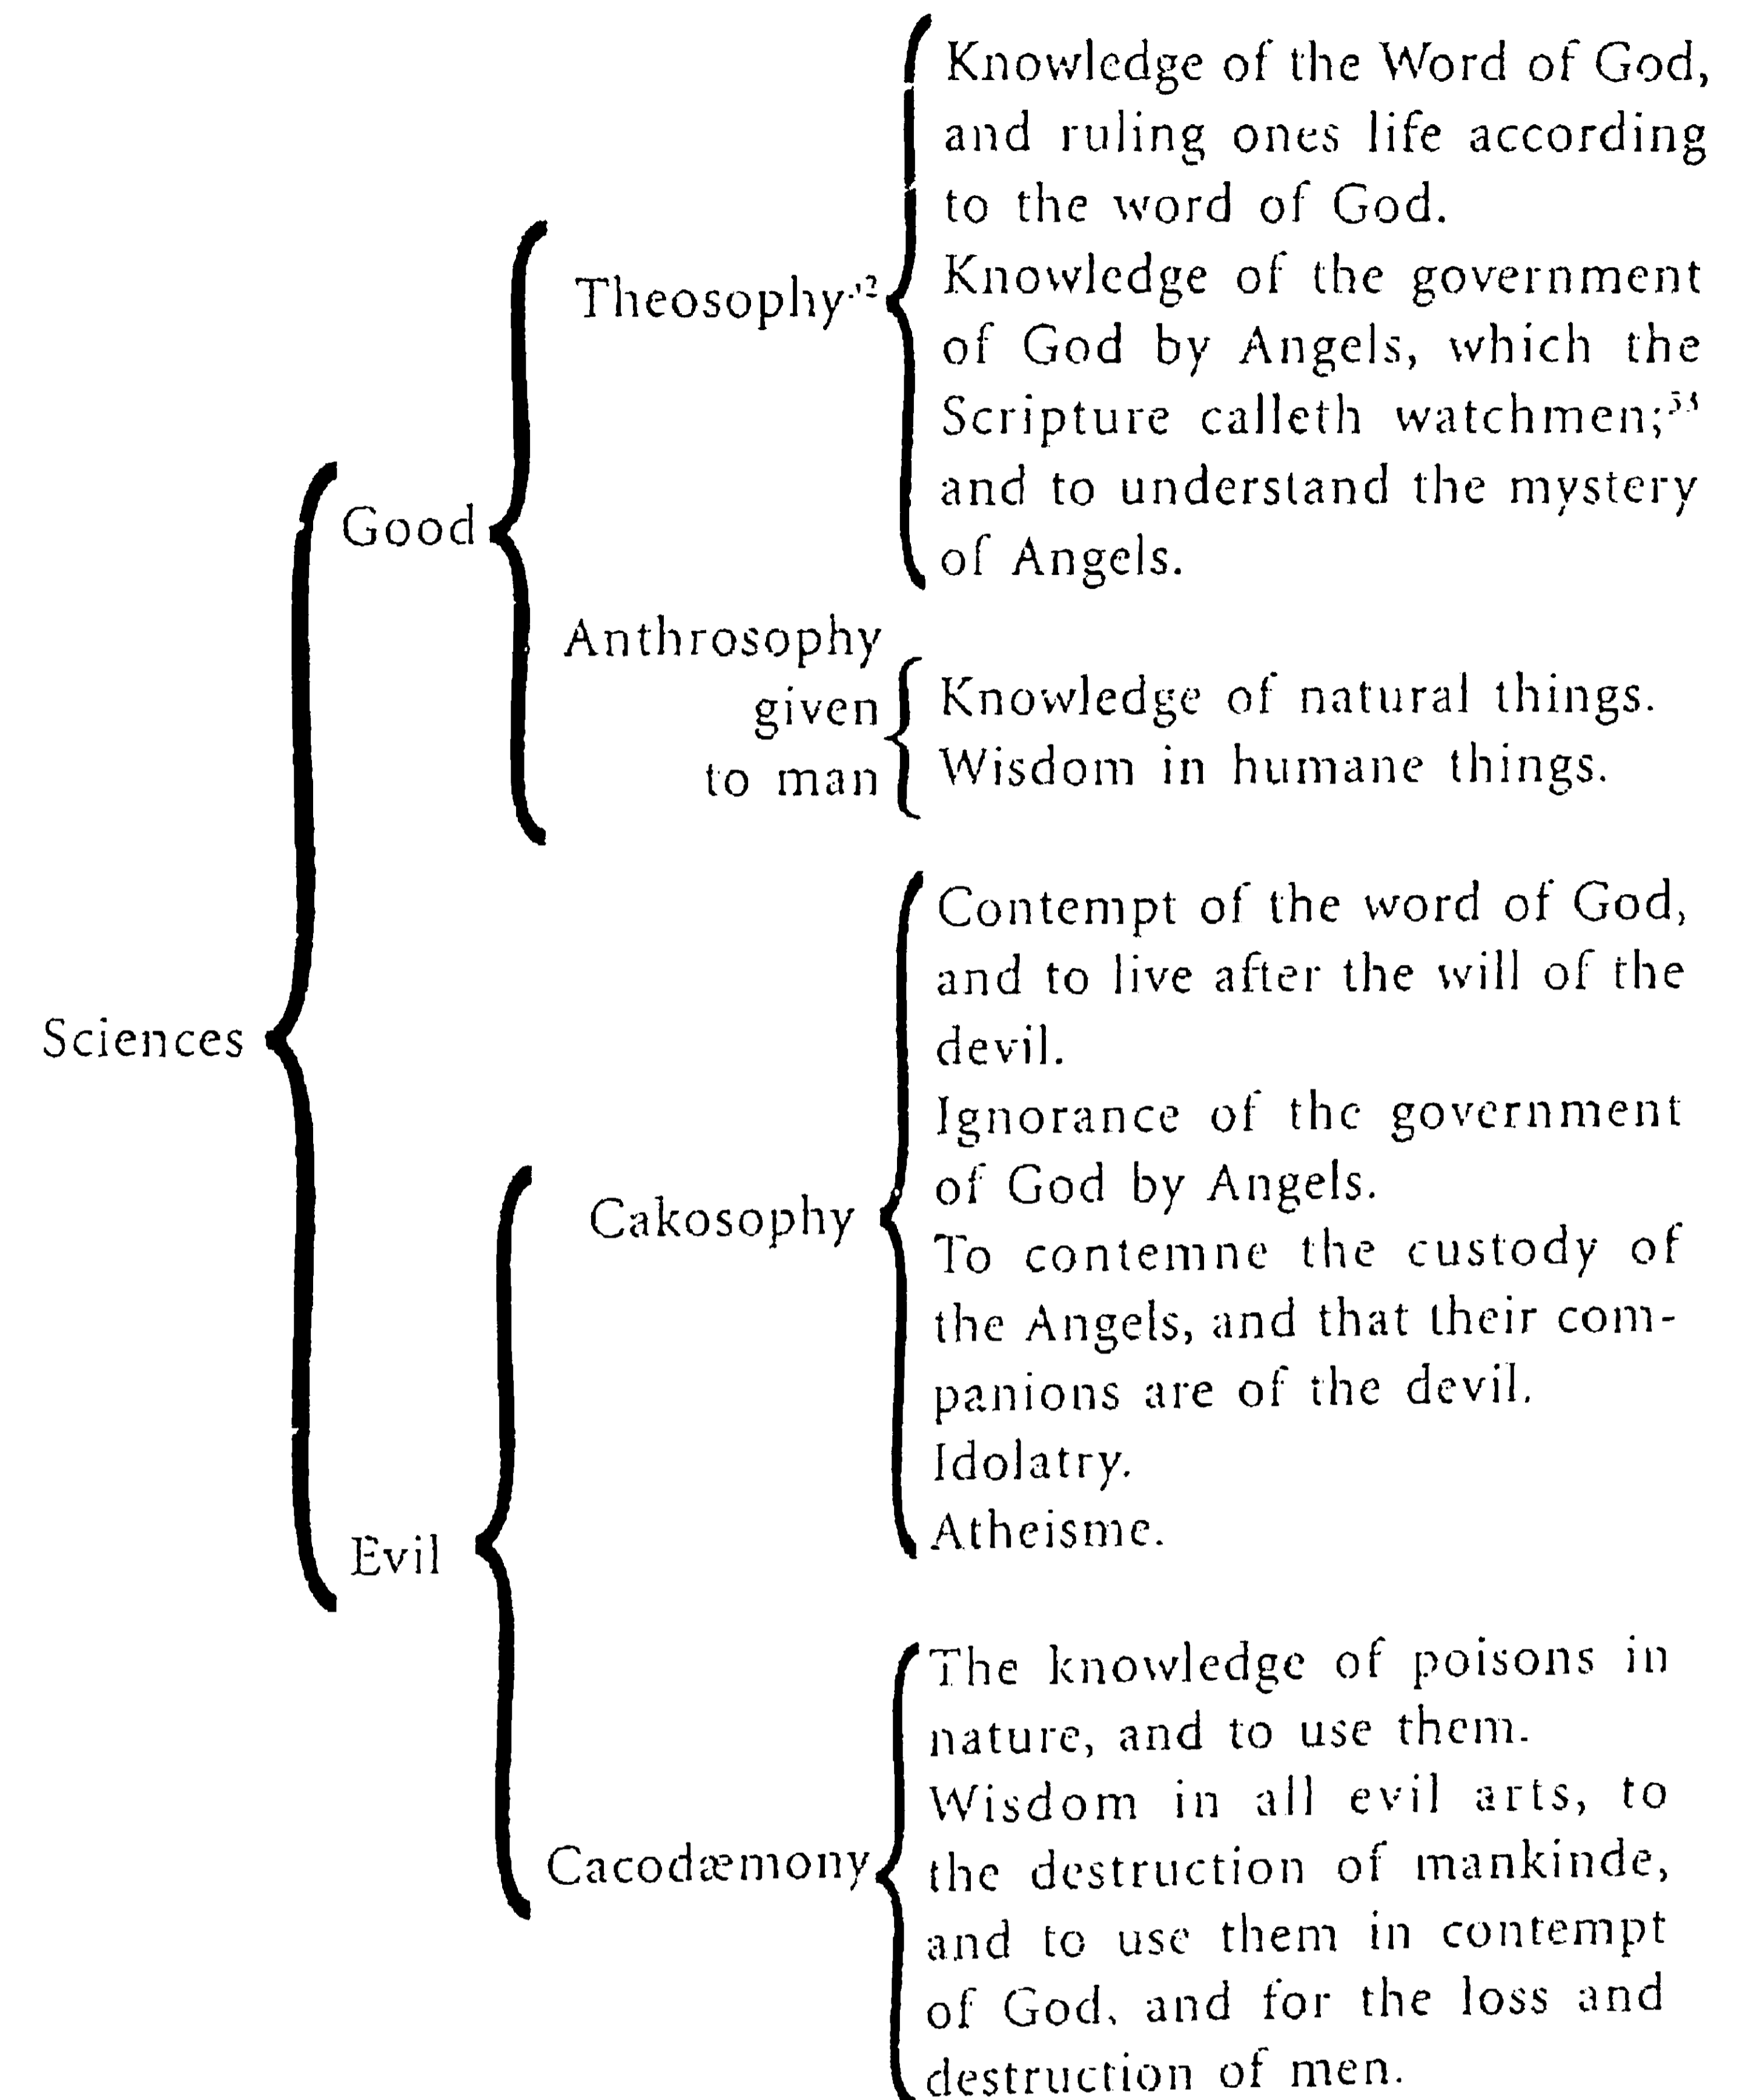 Sciences
Good
Theosophy
Knowledge of the Word of God,
and ruling ones life according
to the word of God.
Knowledge of the government
of God by Angels, which the
Scripture calleth watchmen;
and to understand the mystery
of Angels.
Anthrosophy
given
to man
Knowledge of natural things.
Wisdom in humane things.
Evil
Cakosophy
Contempt of the word of God,
and to live after the will of the
devil.
Ignorance of the government
of God by Angels.
To contemne the custody of
the Angels, and that their com-
panions are of the devil.
Idolatry.
Atheisme.
Cacodæmony
The knowledge of poisons in
nature, and to use them.
Wisdom in all evil arts, to
the destruction of mankinde,
and to use them in contempt
of God, and for the loss and
destruction of men.